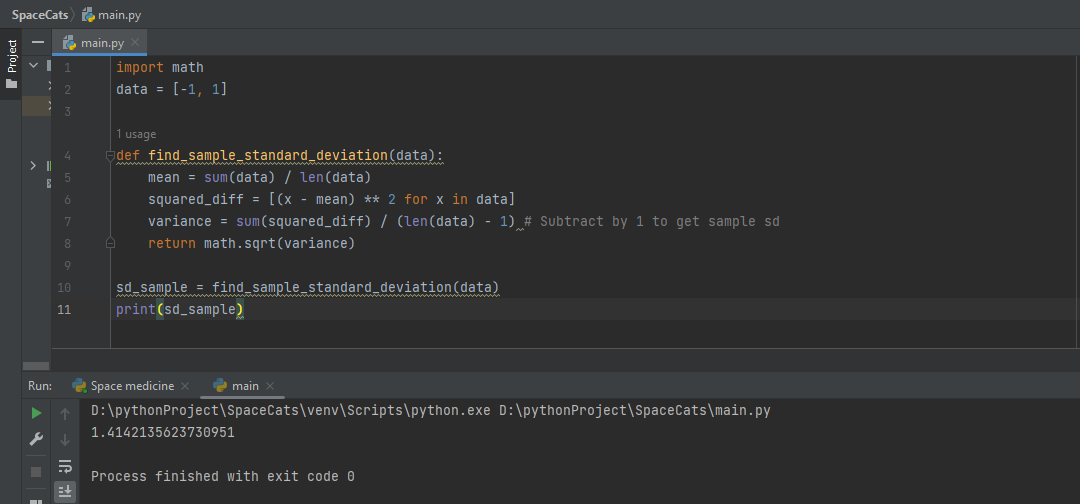 SpaceCats main.py
Project
main.py
1 import math
2 data = [-1, 1]
3
1 usage
4 def find_sample_standard_deviation(data):
5 mean = sum(data) / len(data)
6 squared_diff = [(x - mean) ** 2 for x in data]
7 variance = sum(squared_diff) / (len(data) - 1) # Subtract by 1 to get sample sd
8 return math.sqrt(variance)
9
10 sd_sample = find_sample_standard_deviation(data)
11 print(sd_sample)
Run: Space medicine main
D:\pythonProject\SpaceCats\venv\Scripts\python.exe D:\pythonProject\SpaceCats\main.py
1.4142135623730951
Process finished with exit code 0